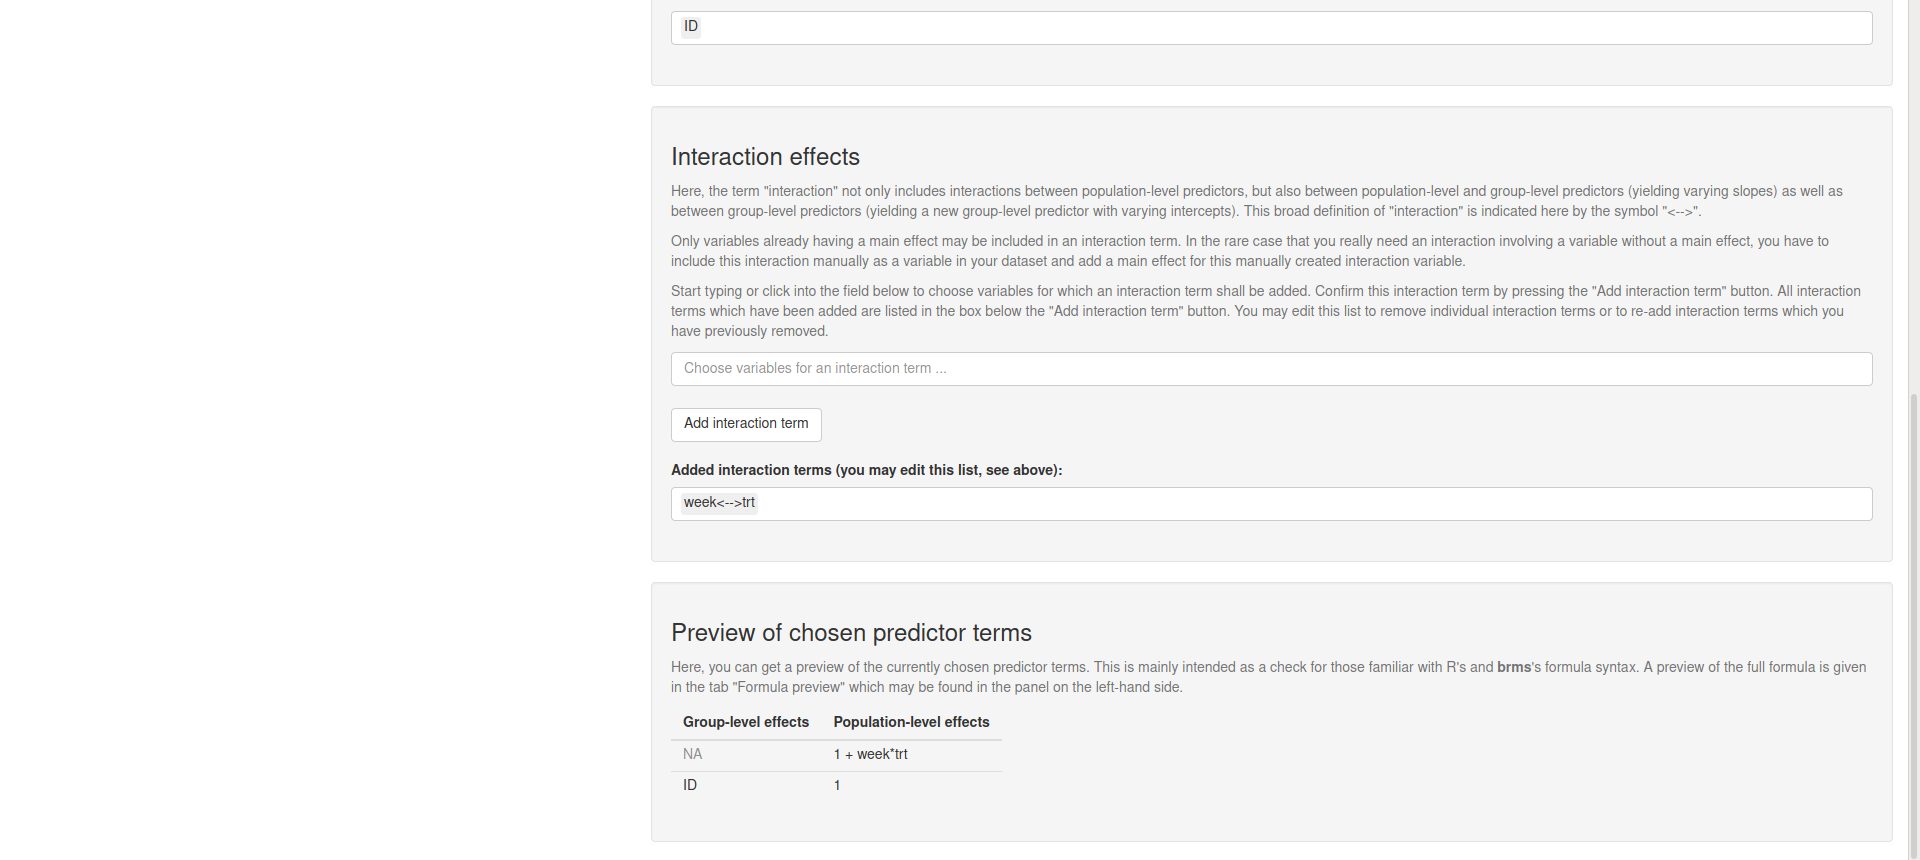 ID
Interaction effects
Here, the term "interaction" not only includes interactions between population-level predictors, but also between population-level and group-level predictors (yielding varying slopes) as well as
between group-level predictors (yielding a new group-level predictor with varying intercepts). This broad definition of "interaction" is indicated here by the symbol "<-->".
Only variables already having a main effect may be included in an interaction term. In the rare case that you really need an interaction involving a variable without a main effect, you have to
include this interaction manually as a variable in your dataset and add a main effect for this manually created interaction variable.
Start typing or click into the field below to choose variables for which an interaction term shall be added. Confirm this interaction term by pressing the "Add interaction term" button. All interaction
terms which have been added are listed in the box below the "Add interaction term" button. You may edit this list to remove individual interaction terms or to re-add interaction terms which you
have previously removed.
Choose variables for an interaction term ...
Add interaction term
Added interaction terms (you may edit this list, see above):
week<-->trt
Preview of chosen predictor terms
Here, you can get a preview of the currently chosen predictor terms. This is mainly intended as a check for those familiar with R's and brms's formula syntax. A preview of the full formula is given
in the tab "Formula preview" which may be found in the panel on the left-hand side.
Group-level effects Population-level effects
NA 1 + week*trt
ID 1